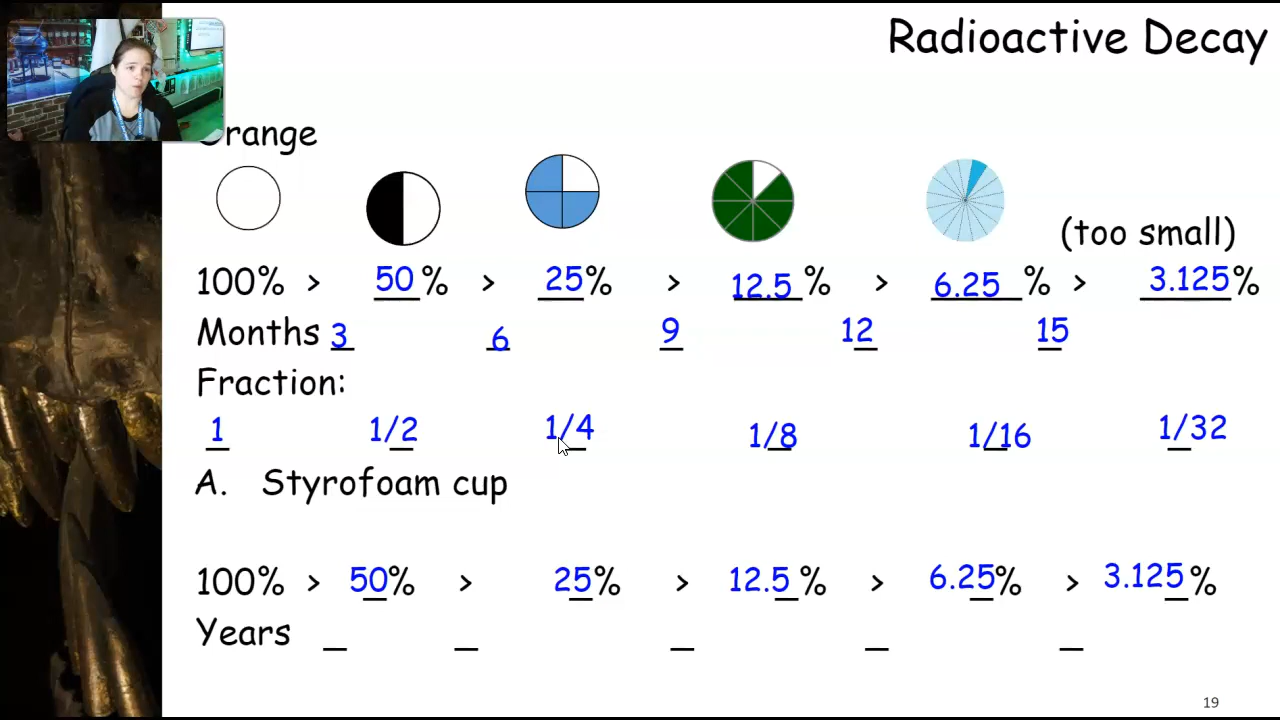 Radioactive Decay
Orange
(too small)
100% > 50 % > 25% > 12.5 % > 6.25 % > 3.125%
Months 3 6 9 12 15
Fraction:
1 1/2 1/4 1/8 1/16 1/32
A. Styrofoam cup
100% > 50% > 25% > 12.5 % > 6.25% > 3.125 %
Years _ _ _ _ _
19